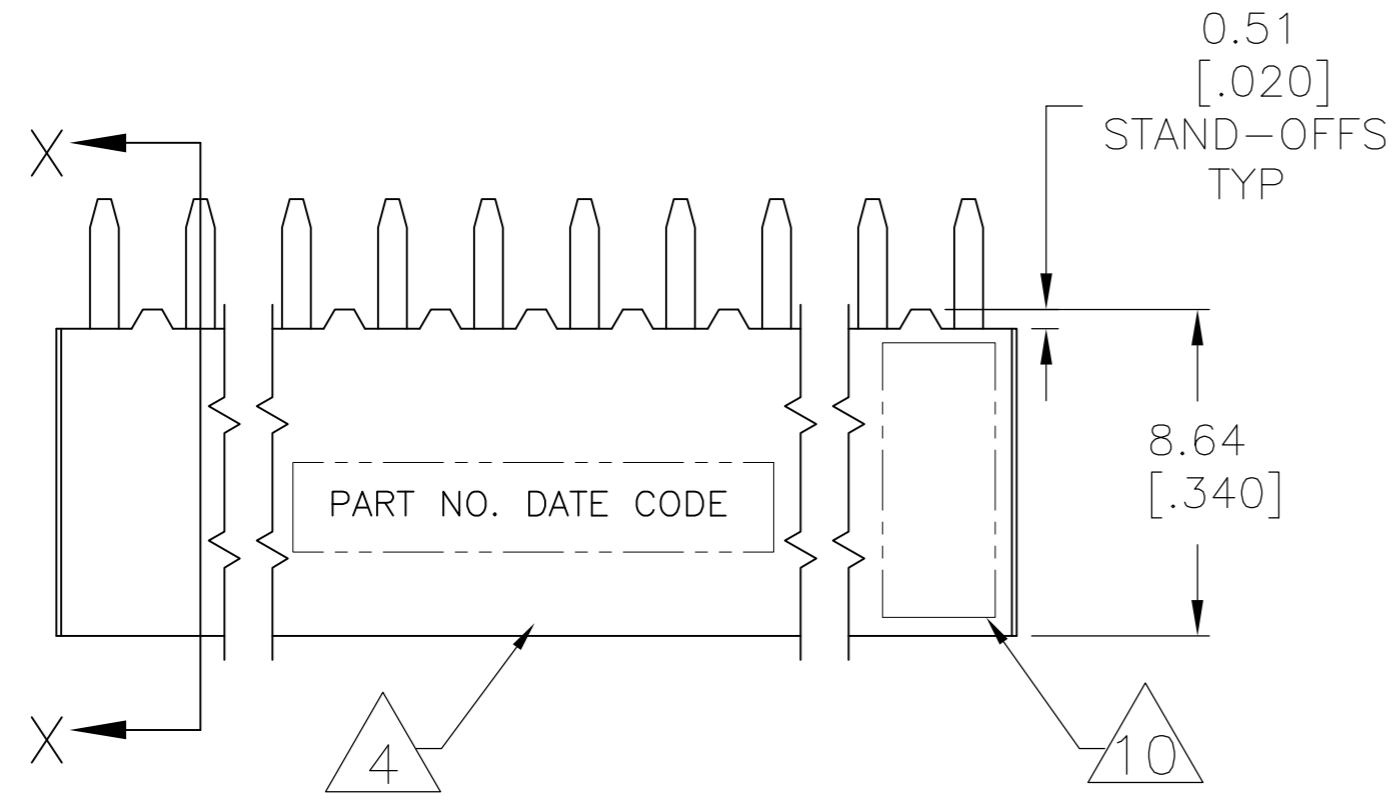 0.51
[.020]
STAND-OFFS
TYP
X
8.64
[.340]
PART NO. DATE CODE
X
4
10